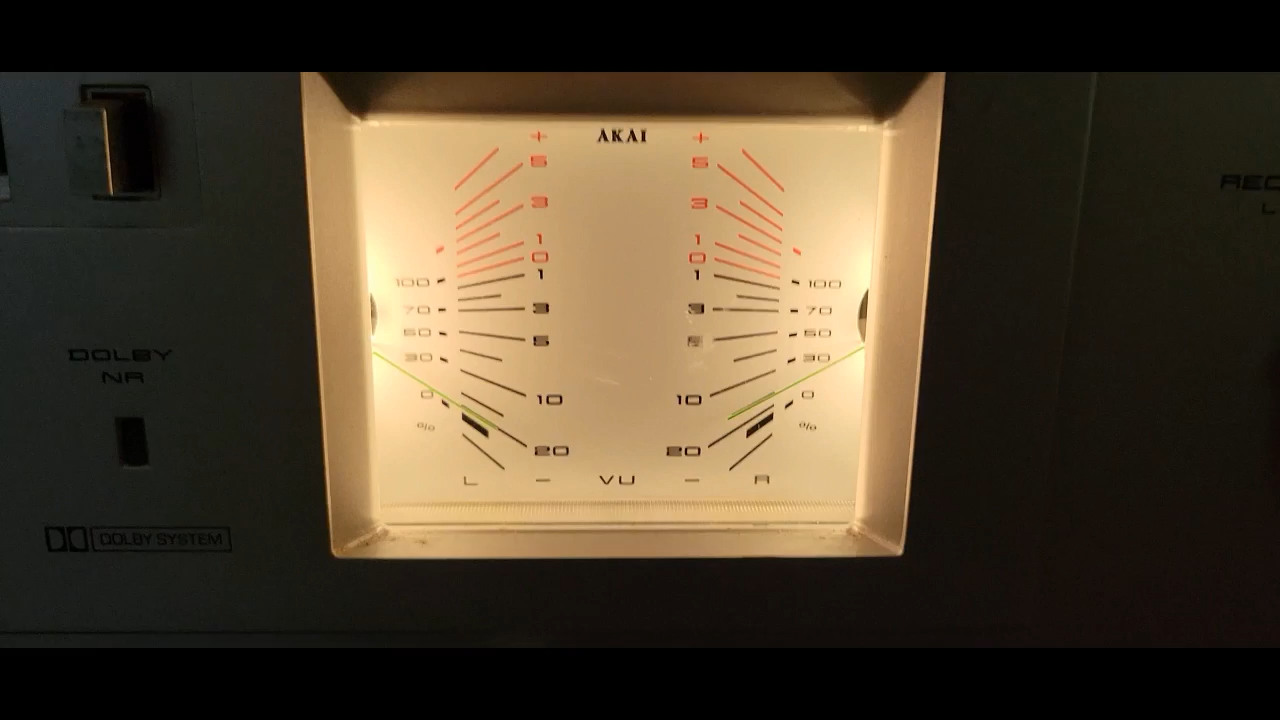 AKAI
+ +
5 5
3 3
1 1
0 0
100 1 1 100
70 3 3 70
50 5 50
30 30
0 10 10 0
% %
20 20
L - VU - R
DOLBY
NR
DOLBY SYSTEM